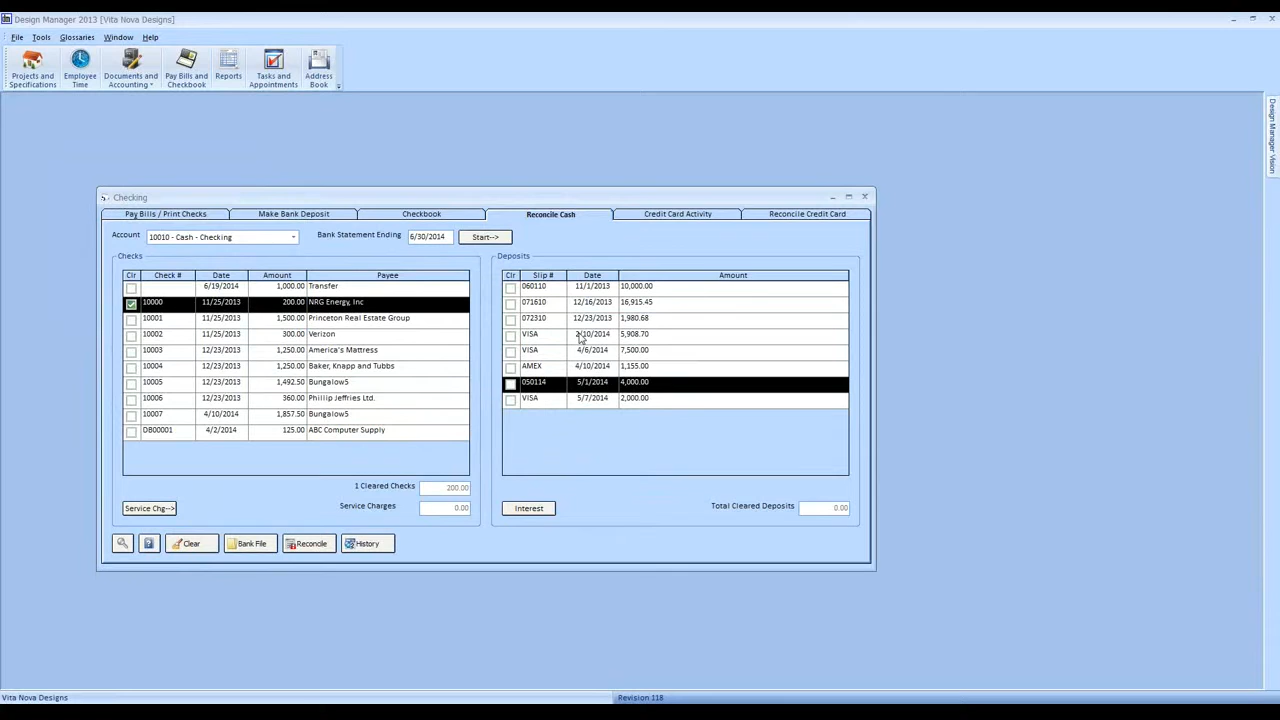 Design Manager 2013 [Vita Nova Designs]
File Tools Glossaries Window Help
Projects and Specifications
Employee Time
Documents and Accounting
Pay Bills and Checkbook
Reports
Tasks and Appointments
Address Book
Design Manager Vision
Checking
Pay Bills / Print Checks Make Bank Deposit Checkbook Reconcile Cash Credit Card Activity Reconcile Credit Card
Account 10010 - Cash - Checking Bank Statement Ending 6/30/2014 Start-->
Checks
Clr Check # Date Amount Payee
6/19/2014 1,000.00 Transfer
10000 11/25/2013 200.00 NRG Energy, Inc
10001 11/25/2013 1,500.00 Princeton Real Estate Group
10002 11/25/2013 300.00 Verizon
10003 12/23/2013 1,250.00 America's Mattress
10004 12/23/2013 1,250.00 Baker, Knapp and Tubbs
10005 12/23/2013 1,492.50 Bungalow5
10006 12/23/2013 360.00 Phillip Jeffries Ltd.
10007 4/10/2014 1,857.50 Bungalow5
DB00001 4/2/2014 125.00 ABC Computer Supply
1 Cleared Checks 200.00
Service Chg--> Service Charges 0.00
Deposits
Clr Slip # Date Amount
060110 11/1/2013 10,000.00
071610 12/16/2013 16,915.45
072310 12/23/2013 1,980.68
VISA /10/2014 5,908.70
VISA 4/6/2014 7,500.00
AMEX 4/10/2014 1,155.00
050114 5/1/2014 4,000.00
VISA 5/7/2014 2,000.00
Interest Total Cleared Deposits 0.00
Clear Bank File Reconcile History
Vita Nova Designs Revision 118